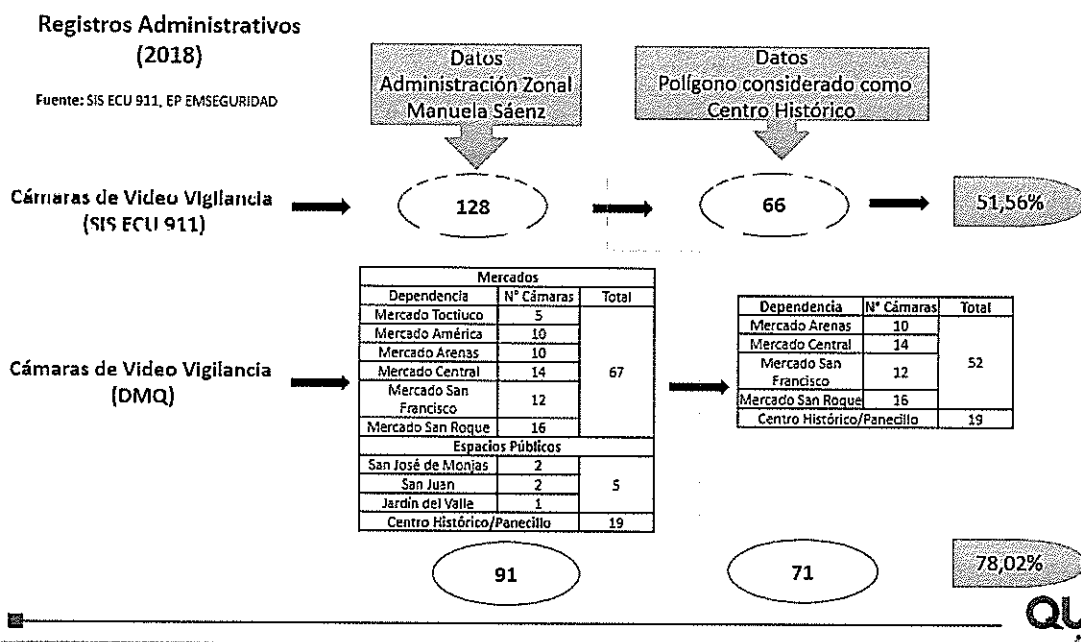 Registros Administrativos
(2018)
Fuente: SIS ECU 911, EP EMSEGURIDAD
Datos
Administración Zonal
Manuela Sáenz
Datos
Polígono considerado como
Centro Histórico
Cámaras de Video Vigilancia
(SIS ECU 911)
128
66
51,56%
Cámaras de Video Vigilancia
(DMQ)
Mercados
Dependencia N° Cámaras Total
Mercado Toctiuco 5
Mercado América 10
Mercado Arenas 10
Mercado Central 14
67
Mercado San
Francisco
12
Mercado San Roque 16
Espacios Públicos
San José de Monjas 2
San Juan 2
5
Jardín del Valle 1
Centro Histórico/Panecillo 19
Dependencia N° Cámaras Total
Mercado Arenas 10
Mercado Central 14
52
Mercado San
Francisco
12
Mercado San Roque 16
Centro Histórico/Panecillo 19
91
71
78,02%
QU